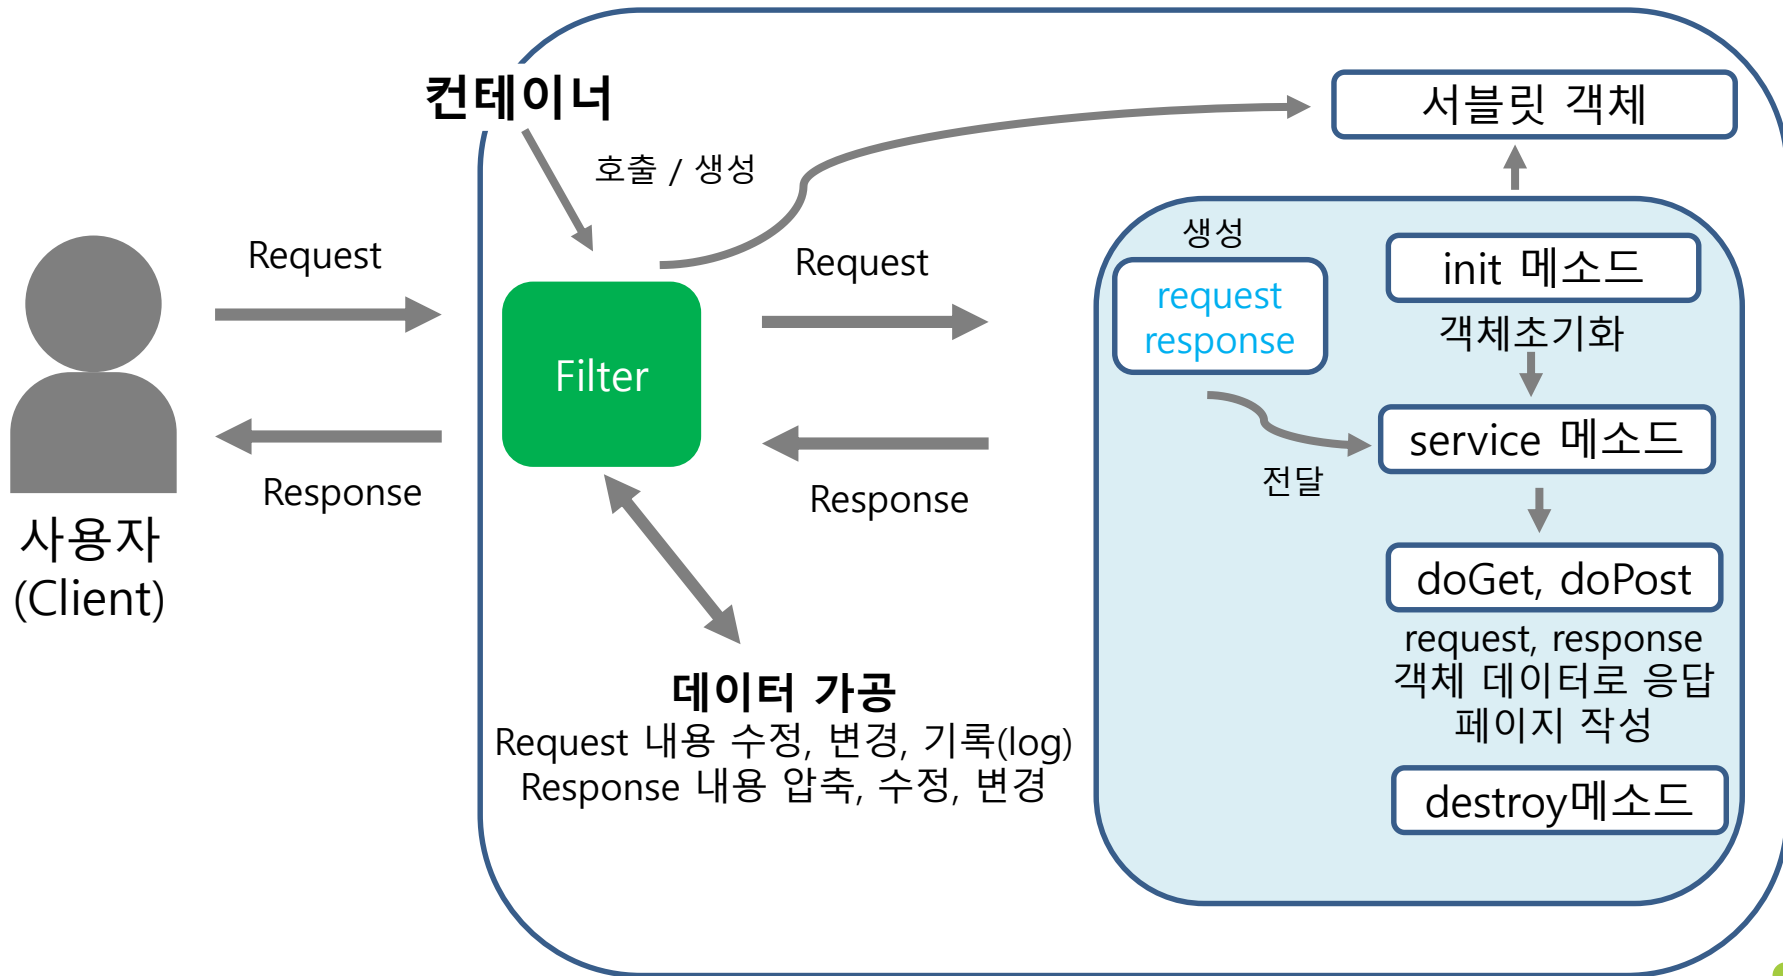 컨테이너
서블릿 객체
호출 / 생성
Request
Request
생성
request
response
init 메소드
객체초기화
Filter
service 메소드
전달
Response
Response
사용자
(Client)
doGet, doPost
request, response
객체 데이터로 응답
페이지 작성
데이터 가공
Request 내용 수정, 변경, 기록(log)
Response 내용 압축, 수정, 변경
destroy메소드